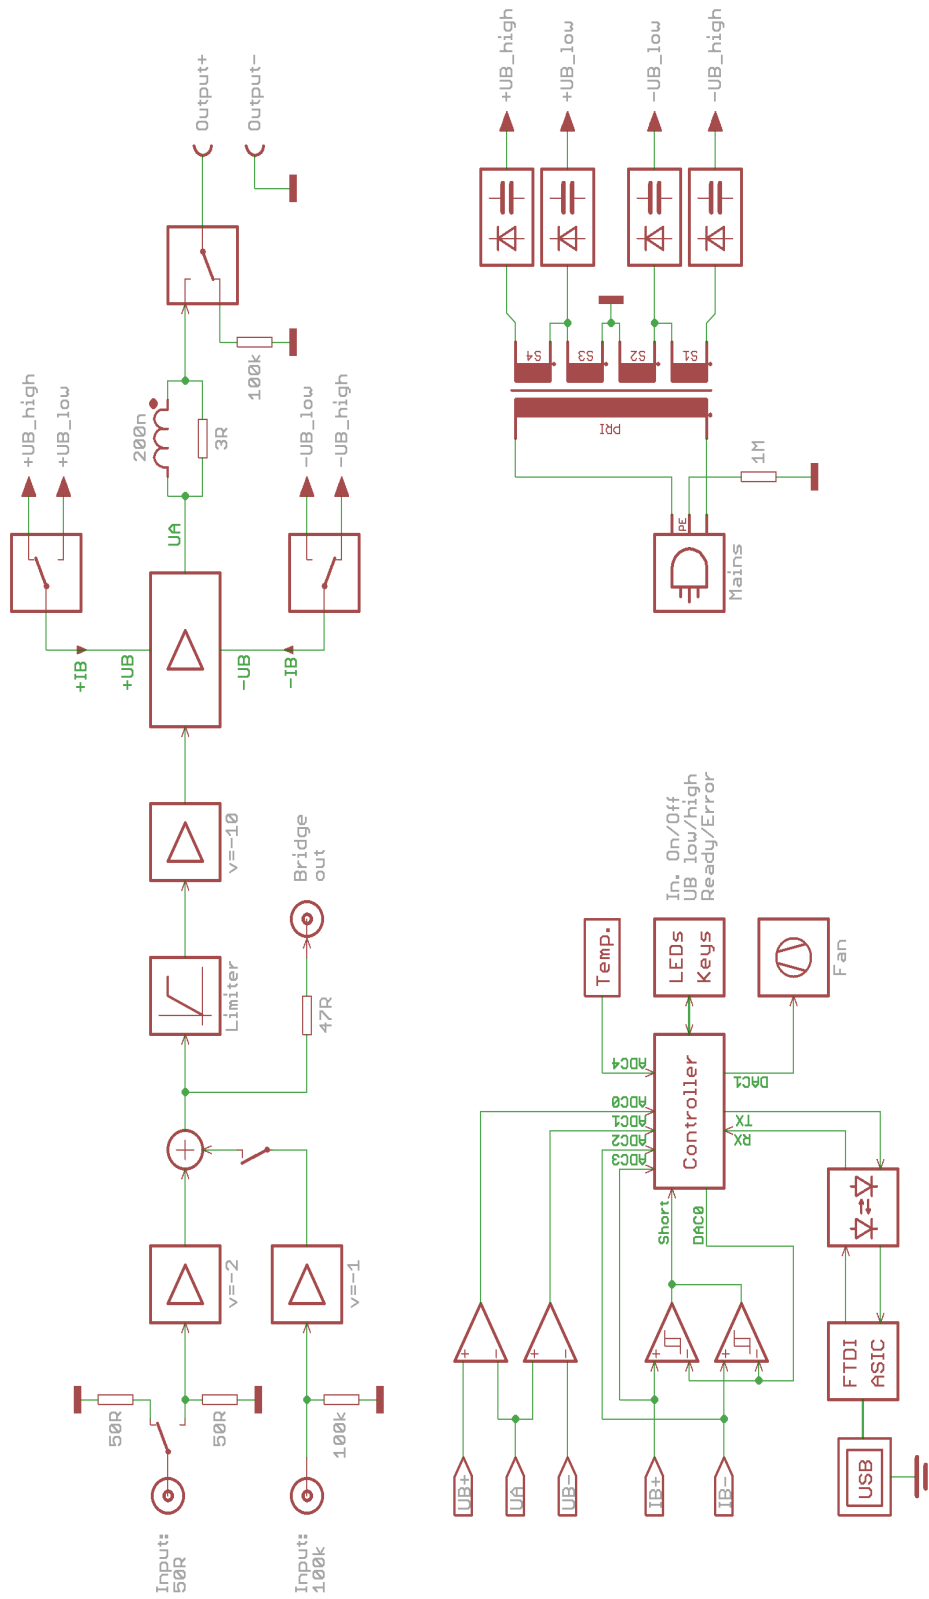 Input:
50R
50R
50R
v=-2
Input:
100k
100k
v=-1
Limiter
47R
Bridge
out
v=-10
+IB
+UB
-UB
-IB
+UB_high
+UB_low
-UB_low
-UB_high
UA
200n
3R
100k
Output+
Output-
UB+
UA
UB-
IB+
IB-
+
-
-
+
+
-
+
-
Short
DAC0
ADC4
ADC0
ADC1
ADC2
ADC3
Controller
DAC1
TX
RX
Temp.
LEDs
Keys
In. On/Off
UB low/high
Ready/Error
Fan
USB
FTDI
ASIC
Mains
PE
1M
PRI
S4
S3
S2
S1
+UB_high
+UB_low
-UB_low
-UB_high